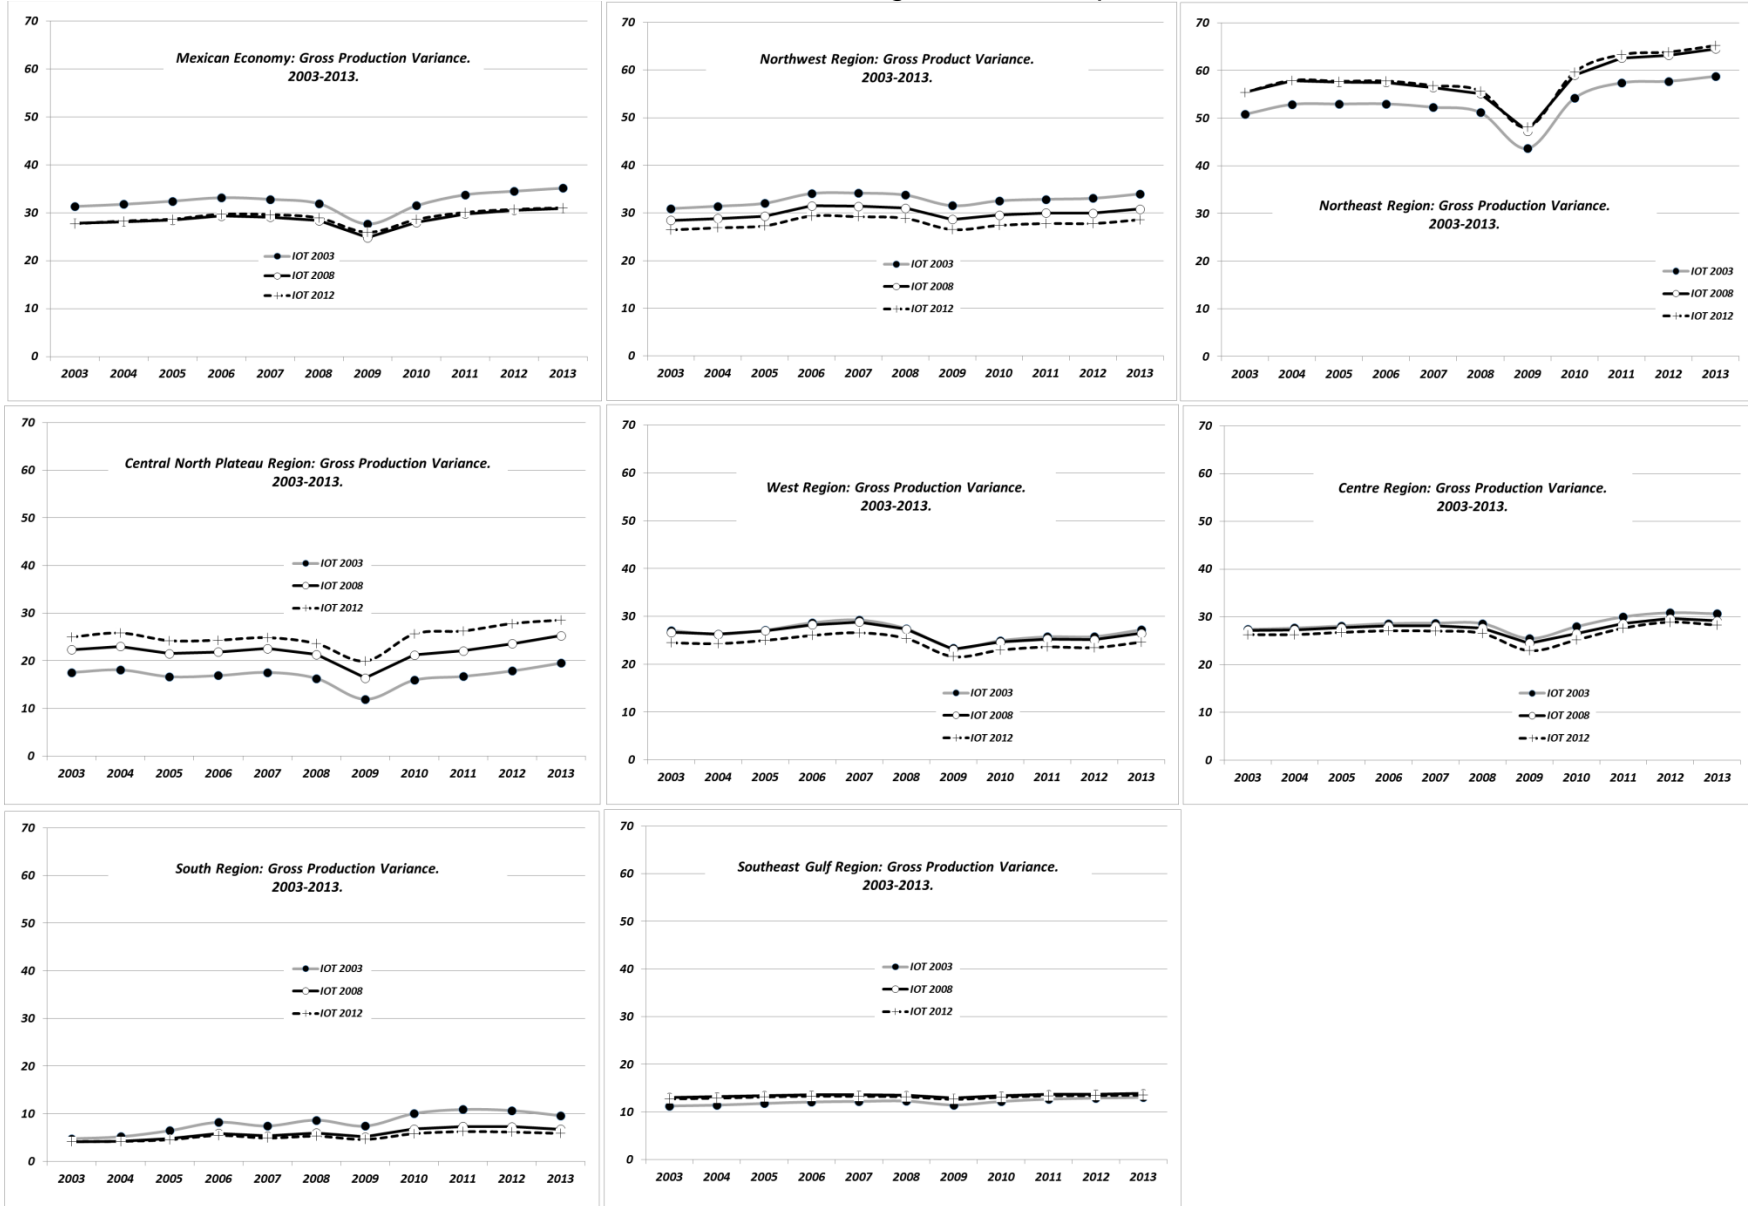 70
60
50
40
30
20
10
0
Mexican Economy: Gross Production Variance.
2003-2013.
IOT 2003
IOT 2008
IOT 2012
2003 2004 2005 2006 2007 2008 2009 2010 2011 2012 2013
70
60
50
40
30
20
10
0
Northwest Region: Gross Product Variance.
2003-2013.
IOT 2003
IOT 2008
IOT 2012
2003 2004 2005 2006 2007 2008 2009 2010 2011 2012 2013
70
60
50
40
30
20
10
0
Northeast Region: Gross Production Variance.
2003-2013.
IOT 2003
IOT 2008
IOT 2012
2003 2004 2005 2006 2007 2008 2009 2010 2011 2012 2013
70
60
50
40
30
20
10
0
Central North Plateau Region: Gross Production Variance.
2003-2013.
IOT 2003
IOT 2008
IOT 2012
2003 2004 2005 2006 2007 2008 2009 2010 2011 2012 2013
70
60
50
40
30
20
10
0
West Region: Gross Production Variance.
2003-2013.
IOT 2003
IOT 2008
IOT 2012
2003 2004 2005 2006 2007 2008 2009 2010 2011 2012 2013
70
60
50
40
30
20
10
0
Centre Region: Gross Production Variance.
2003-2013.
IOT 2003
IOT 2008
IOT 2012
2003 2004 2005 2006 2007 2008 2009 2010 2011 2012 2013
70
60
50
40
30
20
10
0
South Region: Gross Production Variance.
2003-2013.
IOT 2003
IOT 2008
IOT 2012
2003 2004 2005 2006 2007 2008 2009 2010 2011 2012 2013
70
60
50
40
30
20
10
0
Southeast Gulf Region: Gross Production Variance.
2003-2013.
IOT 2003
IOT 2008
IOT 2012
2003 2004 2005 2006 2007 2008 2009 2010 2011 2012 2013